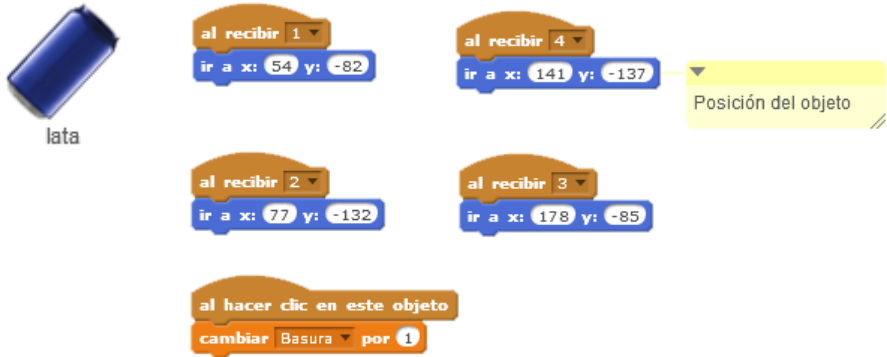 lata
al recibir 1
ir a x: 54 y: -82
al recibir 4
ir a x: 141 y: -137
Posición del objeto
al recibir 2
ir a x: 77 y: -132
al recibir 3
ir a x: 178 y: -85
al hacer clic en este objeto
cambiar Basura por 1